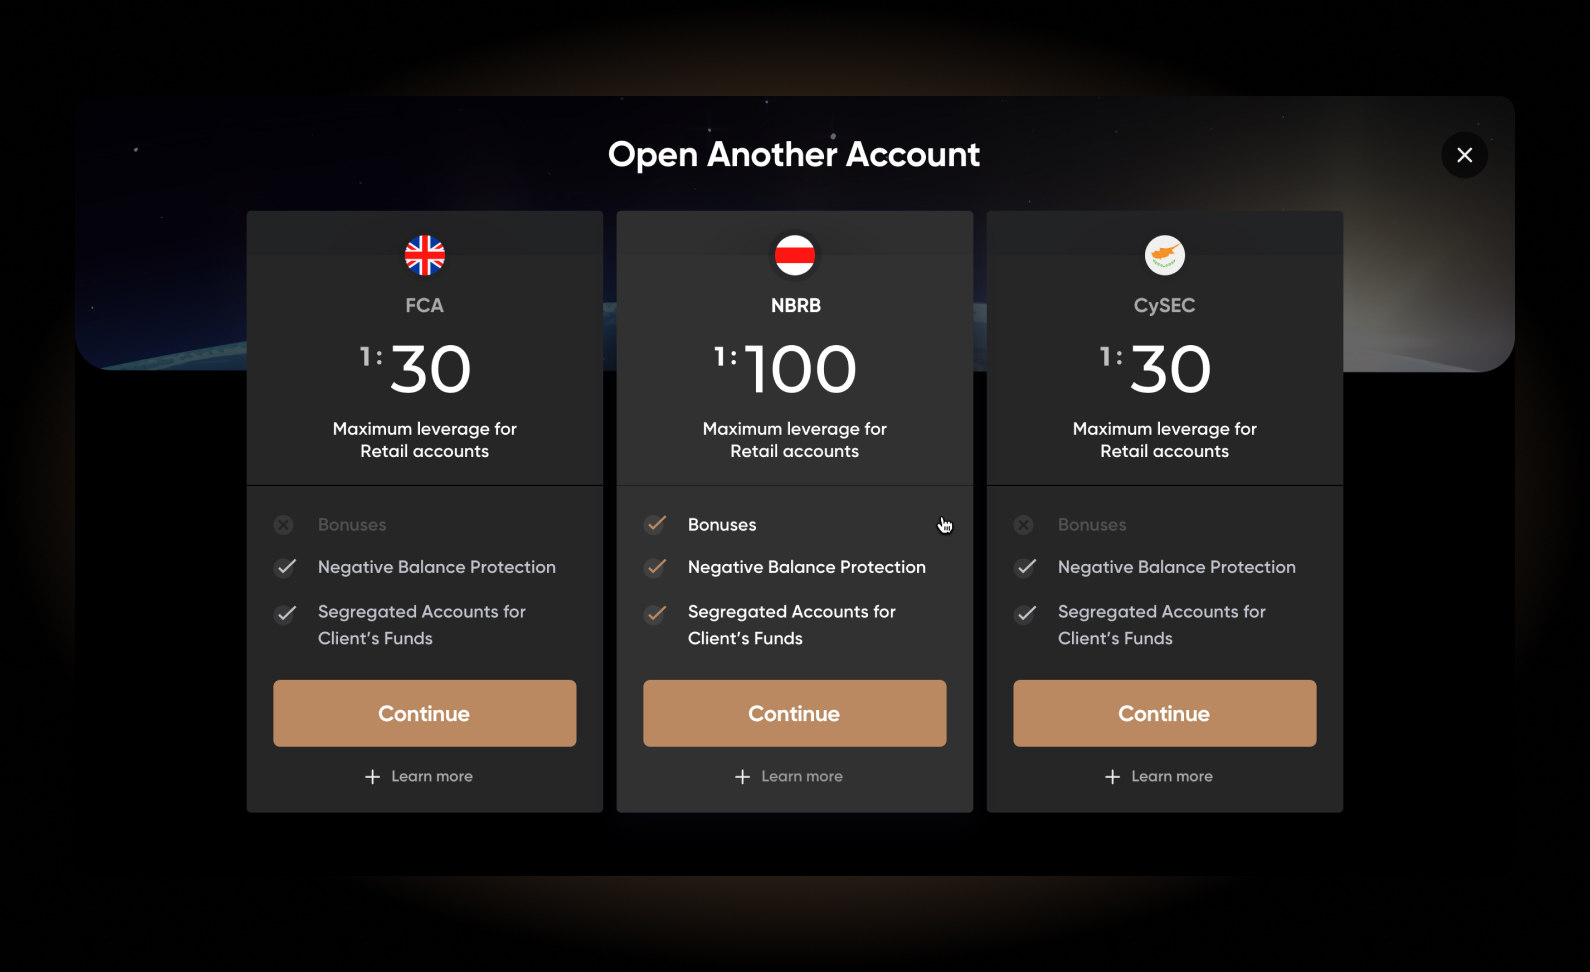 Open Another Account
FCA
1:30
Maximum leverage for
Retail accounts
Bonuses
Negative Balance Protection
Segregated Accounts for
Client’s Funds
Continue
Learn more
NBRB
1:100
Maximum leverage for
Retail accounts
Bonuses
Negative Balance Protection
Segregated Accounts for
Client’s Funds
Continue
Learn more
CySEC
1:30
Maximum leverage for
Retail accounts
Bonuses
Negative Balance Protection
Segregated Accounts for
Client’s Funds
Continue
Learn more